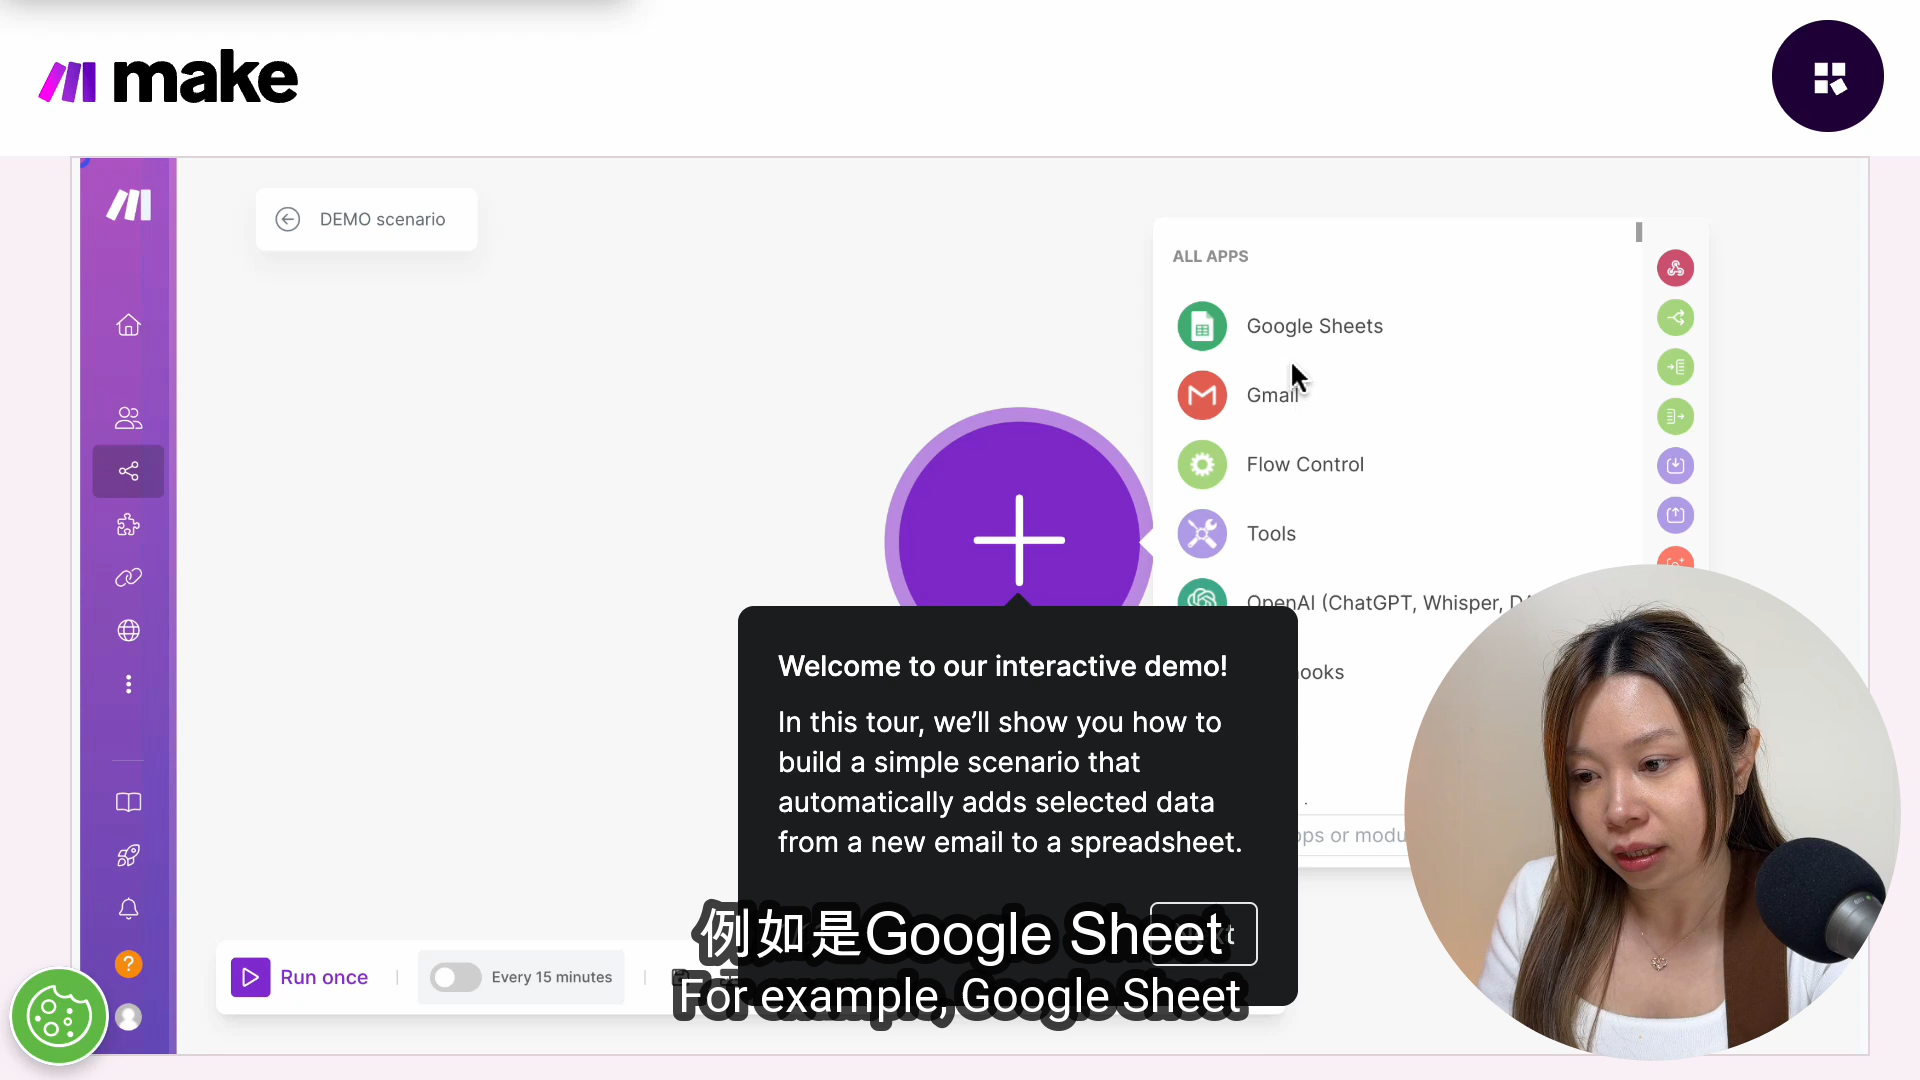 make
DEMO scenario
ALL APPS
Google Sheets
Gmail
Flow Control
Tools
OpenAI (ChatGPT, Whisper,
Welcome to our interactive demo!
In this tour, we'll show you how to
build a simple scenario that
automatically adds selected data
from a new email to a spreadsheet.
Run once
Every 15 minutes
?
例如是Google Sheet
For example, Google Sheet